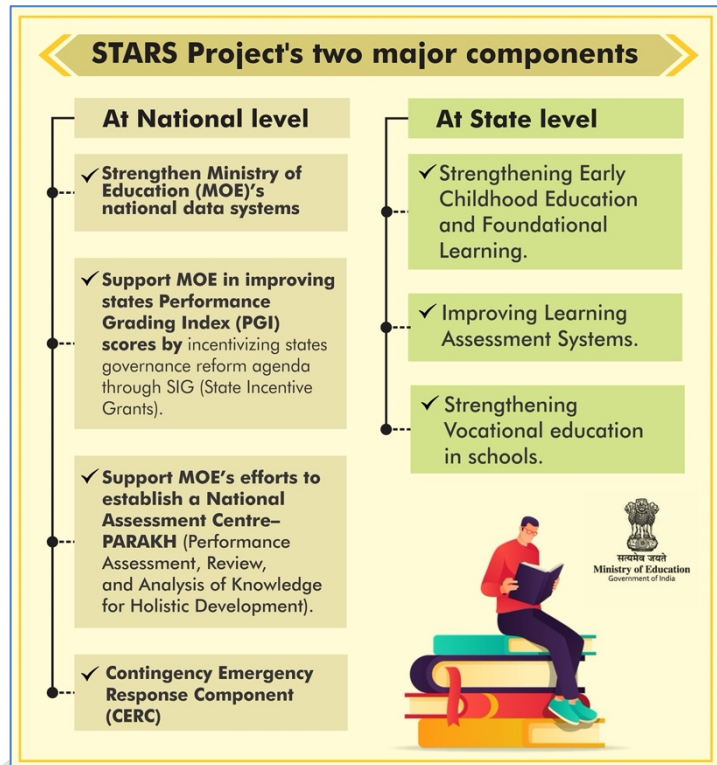 STARS Project's two major components
At National level
✓ Strengthen Ministry of
Education (MOE)'s
national data systems
✓ Support MOE in improving
states Performance
Grading Index (PGI)
scores by incentivizing states
governance reform agenda
through SIG (State Incentive
Grants).
✓ Support MOE's efforts to
establish a National
Assessment Centre–
PARAKH (Performance
Assessment, Review,
and Analysis of Knowledge
for Holistic Development).
✓ Contingency Emergency
Response Component
(CERC)
At State level
✓ Strengthening Early
Childhood Education
and Foundational
Learning.
✓ Improving Learning
Assessment Systems.
✓ Strengthening
Vocational education
in schools.
सत्यमेव जयते
Ministry of Education
Government of India